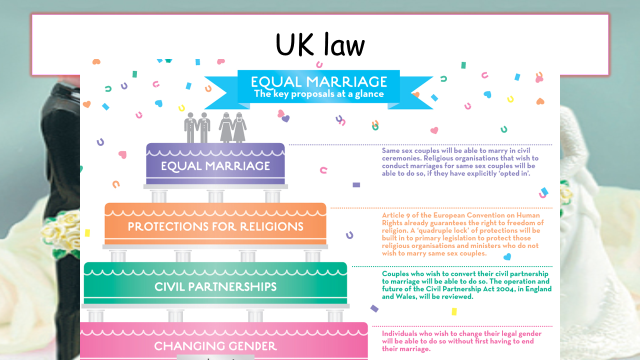 UK law
EQUAL MARRIAGE
The key proposals at a glance
EQUAL MARRIAGE
Same sex couples will be able to marry in civil
ceremonies. Religious organisations that wish to
conduct marriages for same sex couples will be
able to do so, if they have explicitly 'opted in'.
PROTECTIONS FOR RELIGIONS
Article 9 of the European Convention on Human
Rights already guarantees the right to freedom of
religion. A 'quadruple lock' of protections will be
built in to primary legislation to protect those
religious organisations and ministers who do not
wish to marry same sex couples.
CIVIL PARTNERSHIPS
Couples who wish to convert their civil partnership
to marriage will be able to do so. The operation and
future of the Civil Partnership Act 2004, in England
and Wales, will be reviewed.
CHANGING GENDER
Individuals who wish to change their legal gender
will be able to do so without first having to end
their marriage.